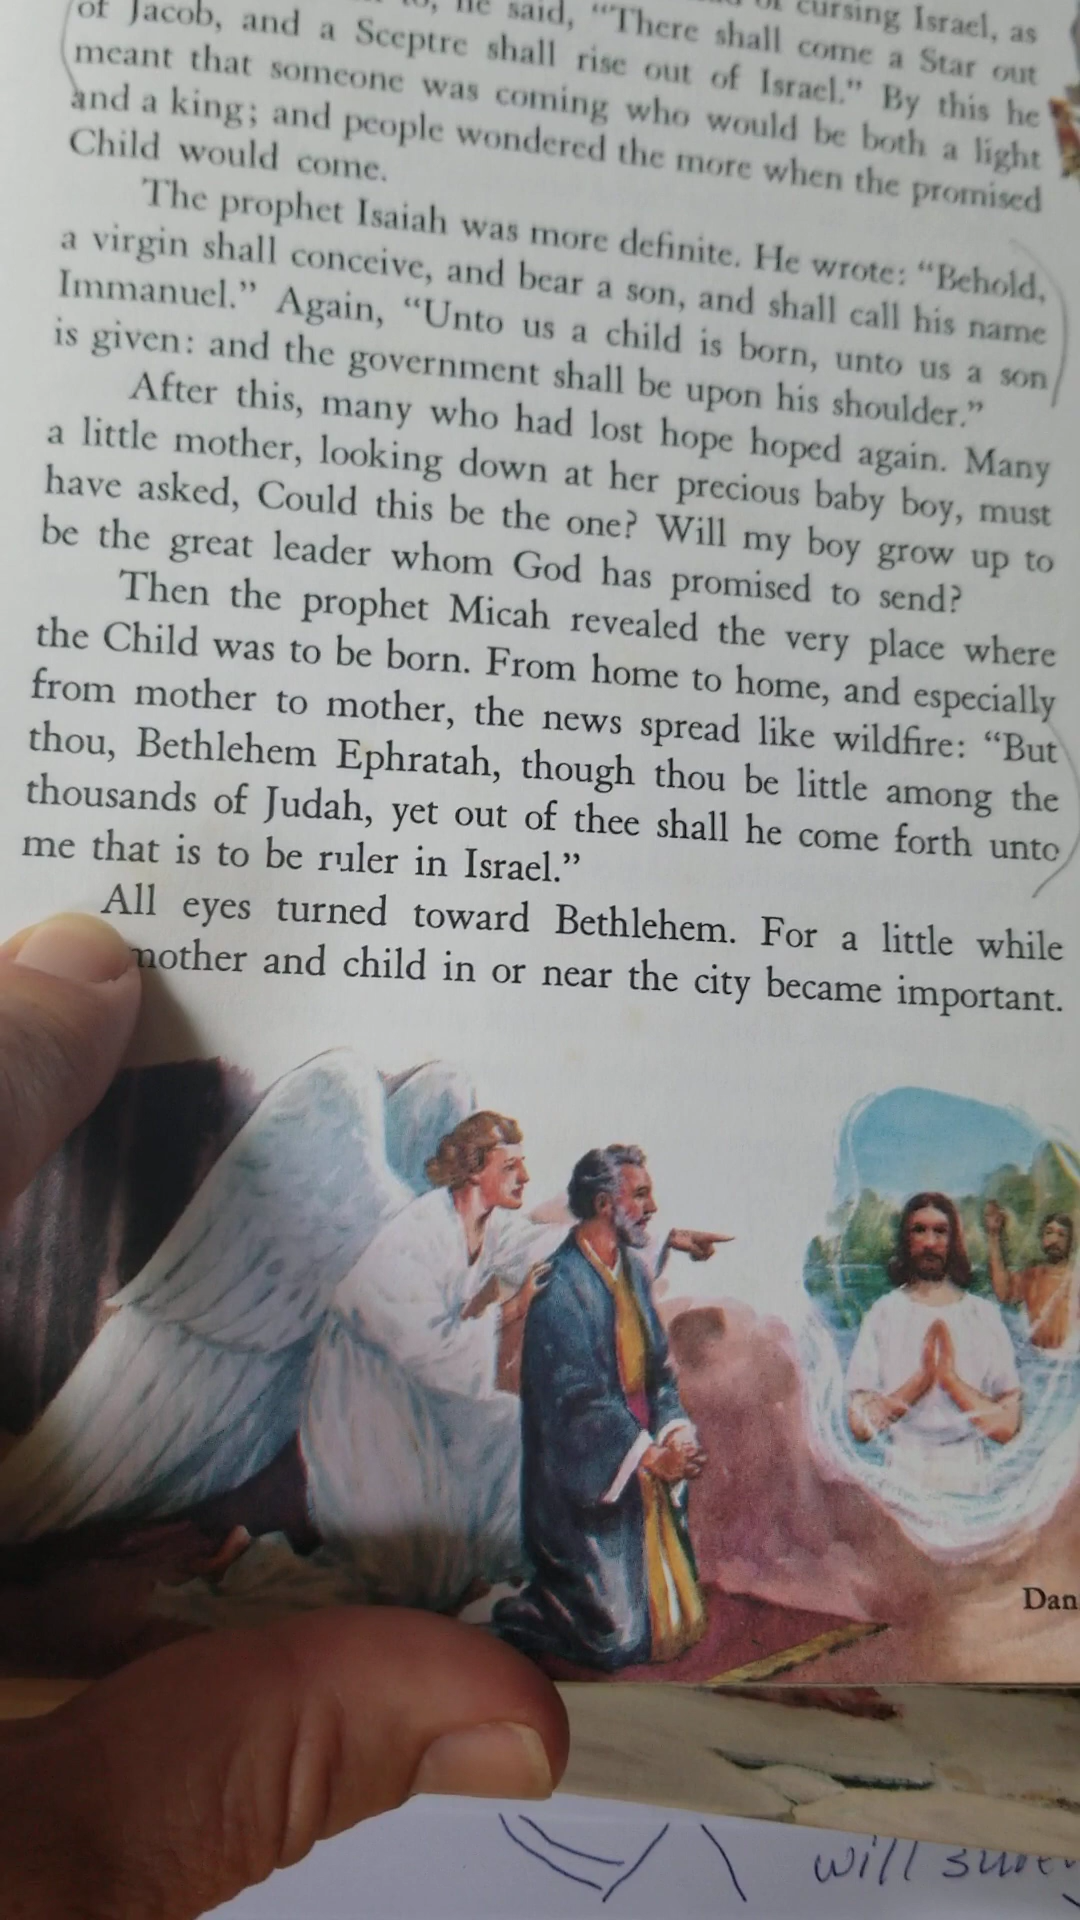 he said, "There shall come a Star out
cursing Israel, as
of Jacob, and a Sceptre shall rise out of Israel." By this he
meant that someone was coming who would be both a light
and a king; and people wondered the more when the promised
Child would come.
The prophet Isaiah was more definite. He wrote: "Behold,
a virgin shall conceive, and bear a son, and shall call his name
Immanuel." Again, "Unto us a child is born, unto us a son
is given: and the government shall be upon his shoulder."
After this, many who had lost hope hoped again. Many
a little mother, looking down at her precious baby boy, must
have asked, Could this be the one? Will my boy grow up to
be the great leader whom God has promised to send?
Then the prophet Micah revealed the very place where
the Child was to be born. From home to home, and especially
from mother to mother, the news spread like wildfire: "But
thou, Bethlehem Ephratah, though thou be little among the
thousands of Judah, yet out of thee shall he come forth unto
me that is to be ruler in Israel."
All eyes turned toward Bethlehem. For a little while
mother and child in or near the city became important.
Dan
will